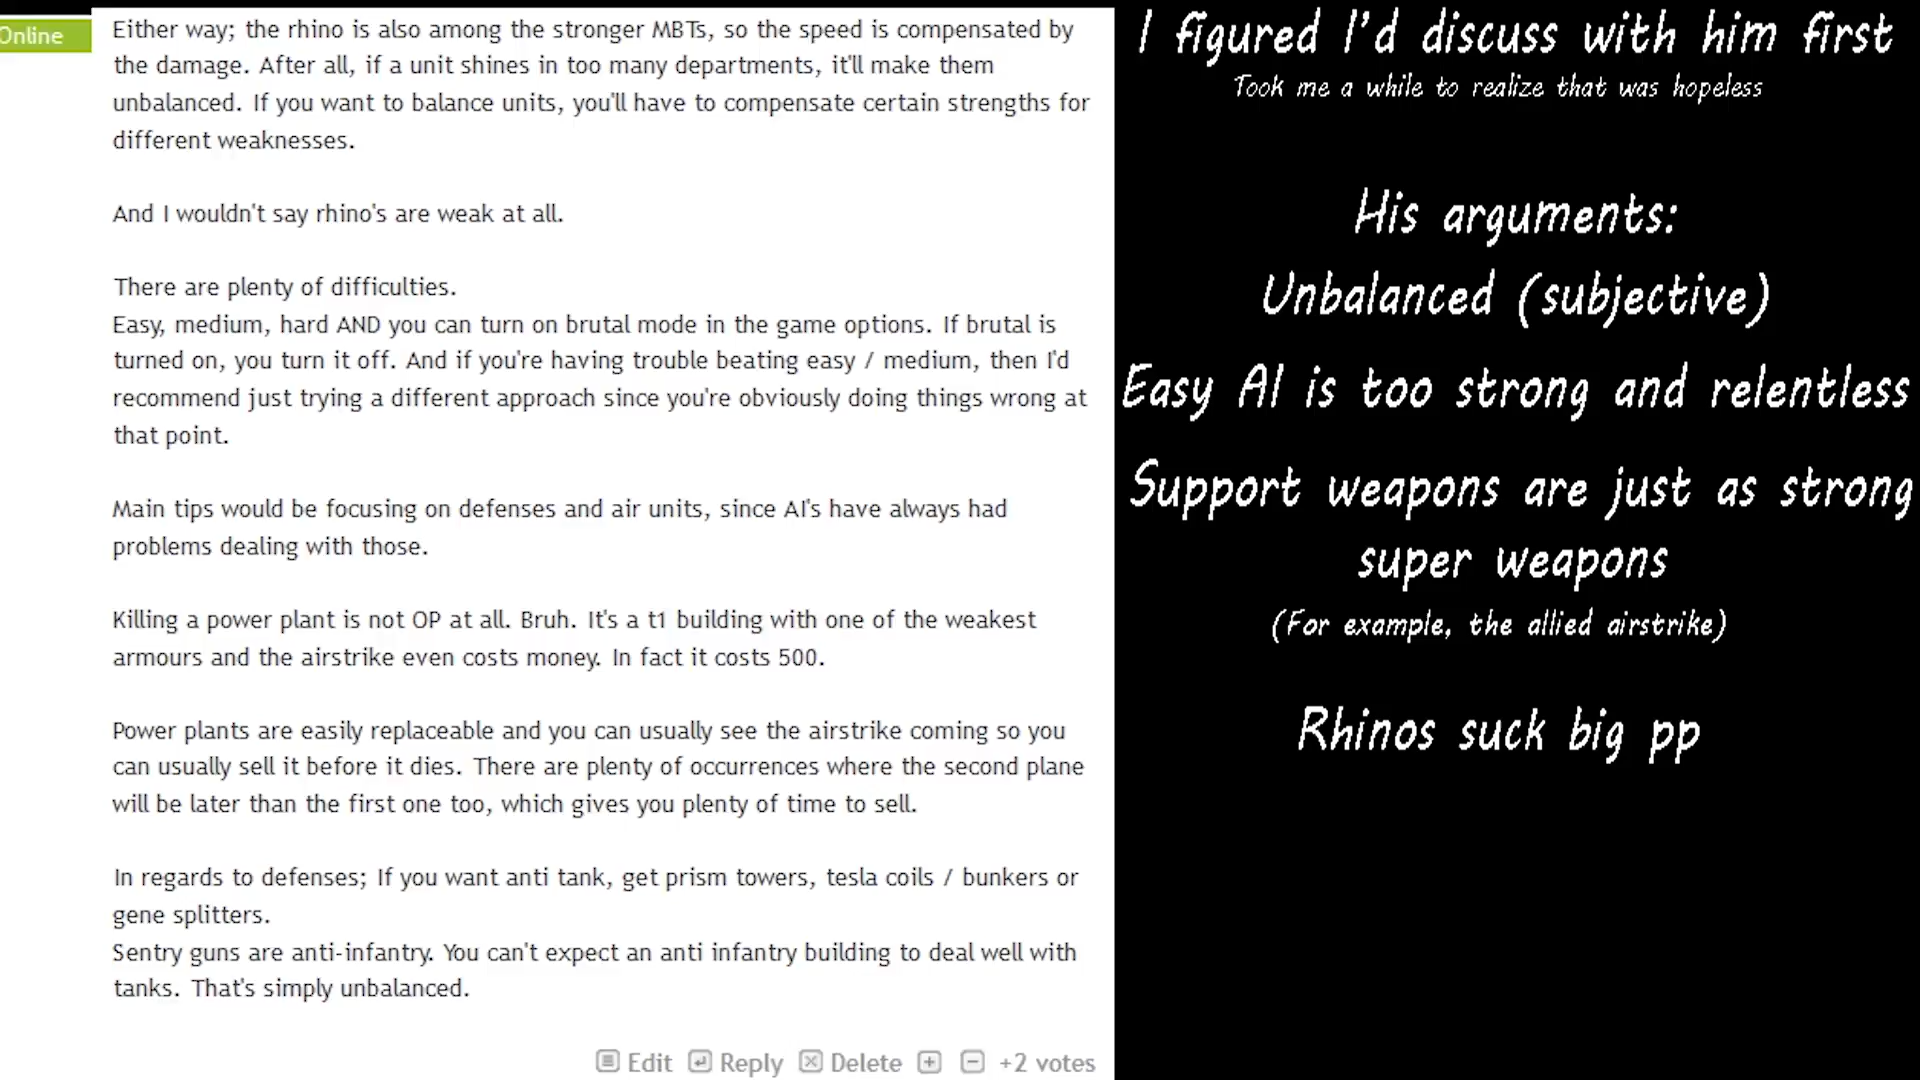 Online
Either way; the rhino is also among the stronger MBTs, so the speed is compensated by
the damage. After all, if a unit shines in too many departments, it'll make them
unbalanced. If you want to balance units, you'll have to compensate certain strengths for
different weaknesses.
And I wouldn't say rhino's are weak at all.
There are plenty of difficulties.
Easy, medium, hard AND you can turn on brutal mode in the game options. If brutal is
turned on, you turn it off. And if you're having trouble beating easy / medium, then I'd
recommend just trying a different approach since you're obviously doing things wrong at
that point.
Main tips would be focusing on defenses and air units, since AI's have always had
problems dealing with those.
Killing a power plant is not OP at all. Bruh. It's a t1 building with one of the weakest
armours and the airstrike even costs money. In fact it costs 500.
Power plants are easily replaceable and you can usually see the airstrike coming so you
can usually sell it before it dies. There are plenty of occurrences where the second plane
will be later than the first one too, which gives you plenty of time to sell.
In regards to defenses; If you want anti tank, get prism towers, tesla coils / bunkers or
gene splitters.
Sentry guns are anti-infantry. You can't expect an anti infantry building to deal well with
tanks. That's simply unbalanced.
Edit Reply Delete +2 votes
I figured I'd discuss with him first
Took me a while to realize that was hopeless
His arguments:
Unbalanced (subjective)
Easy AI is too strong and relentless
Support weapons are just as strong
super weapons
(For example, the allied airstrike)
Rhinos suck big pp